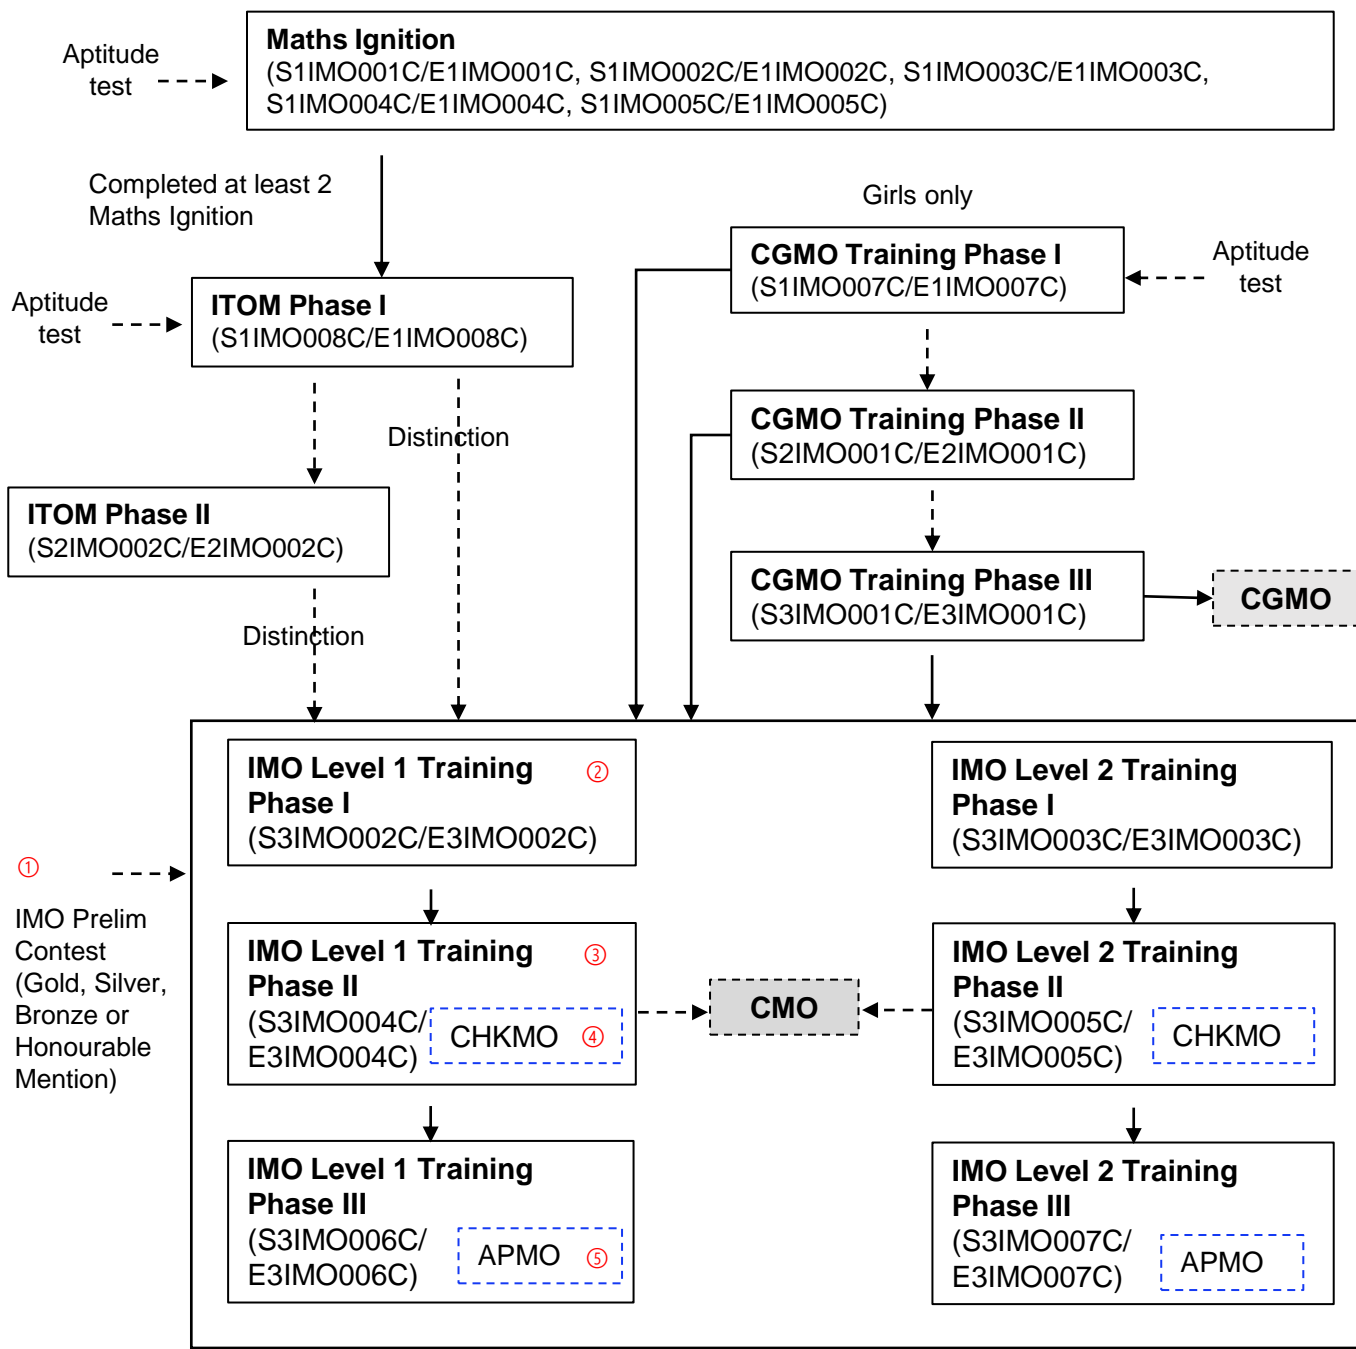 Maths Ignition
(S1IMO001C/E1IMO001C, S1IMO002C/E1IMO002C, S1IMO003C/E1IMO003C,
S1IMO004C/E1IMO004C, S1IMO005C/E1IMO005C)
Aptitude
test
Completed at least 2
Maths Ignition
Girls only
CGMO Training Phase I
(S1IMO007C/E1IMO007C)
Aptitude
test
Aptitude
test
ITOM Phase I
(S1IMO008C/E1IMO008C)
CGMO Training Phase II
(S2IMO001C/E2IMO001C)
Distinction
ITOM Phase II
(S2IMO002C/E2IMO002C)
CGMO Training Phase III
(S3IMO001C/E3IMO001C)
CGMO
Distinction
IMO Level 1 Training ②
Phase I
(S3IMO002C/E3IMO002C)
IMO Level 2 Training
Phase I
(S3IMO003C/E3IMO003C)
①
IMO Prelim
Contest
(Gold, Silver,
Bronze or
Honourable
Mention)
IMO Level 1 Training ③
Phase II
(S3IMO004C/
E3IMO004C)
CHKMO ④
CMO
IMO Level 2 Training
Phase II
(S3IMO005C/
E3IMO005C)
CHKMO
IMO Level 1 Training
Phase III
(S3IMO006C/
E3IMO006C)
APMO ⑤
IMO Level 2 Training
Phase III
(S3IMO007C/
E3IMO007C)
APMO